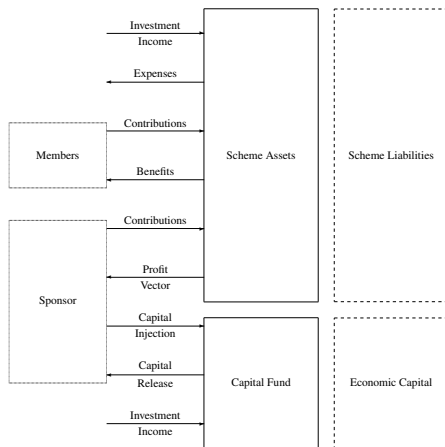 Investment
Income
Expenses
Contributions
Members
Scheme Assets
Scheme Liabilities
Benefits
Contributions
Profit
Vector
Sponsor
Capital
Injection
Capital
Release
Capital Fund
Economic Capital
Investment
Income